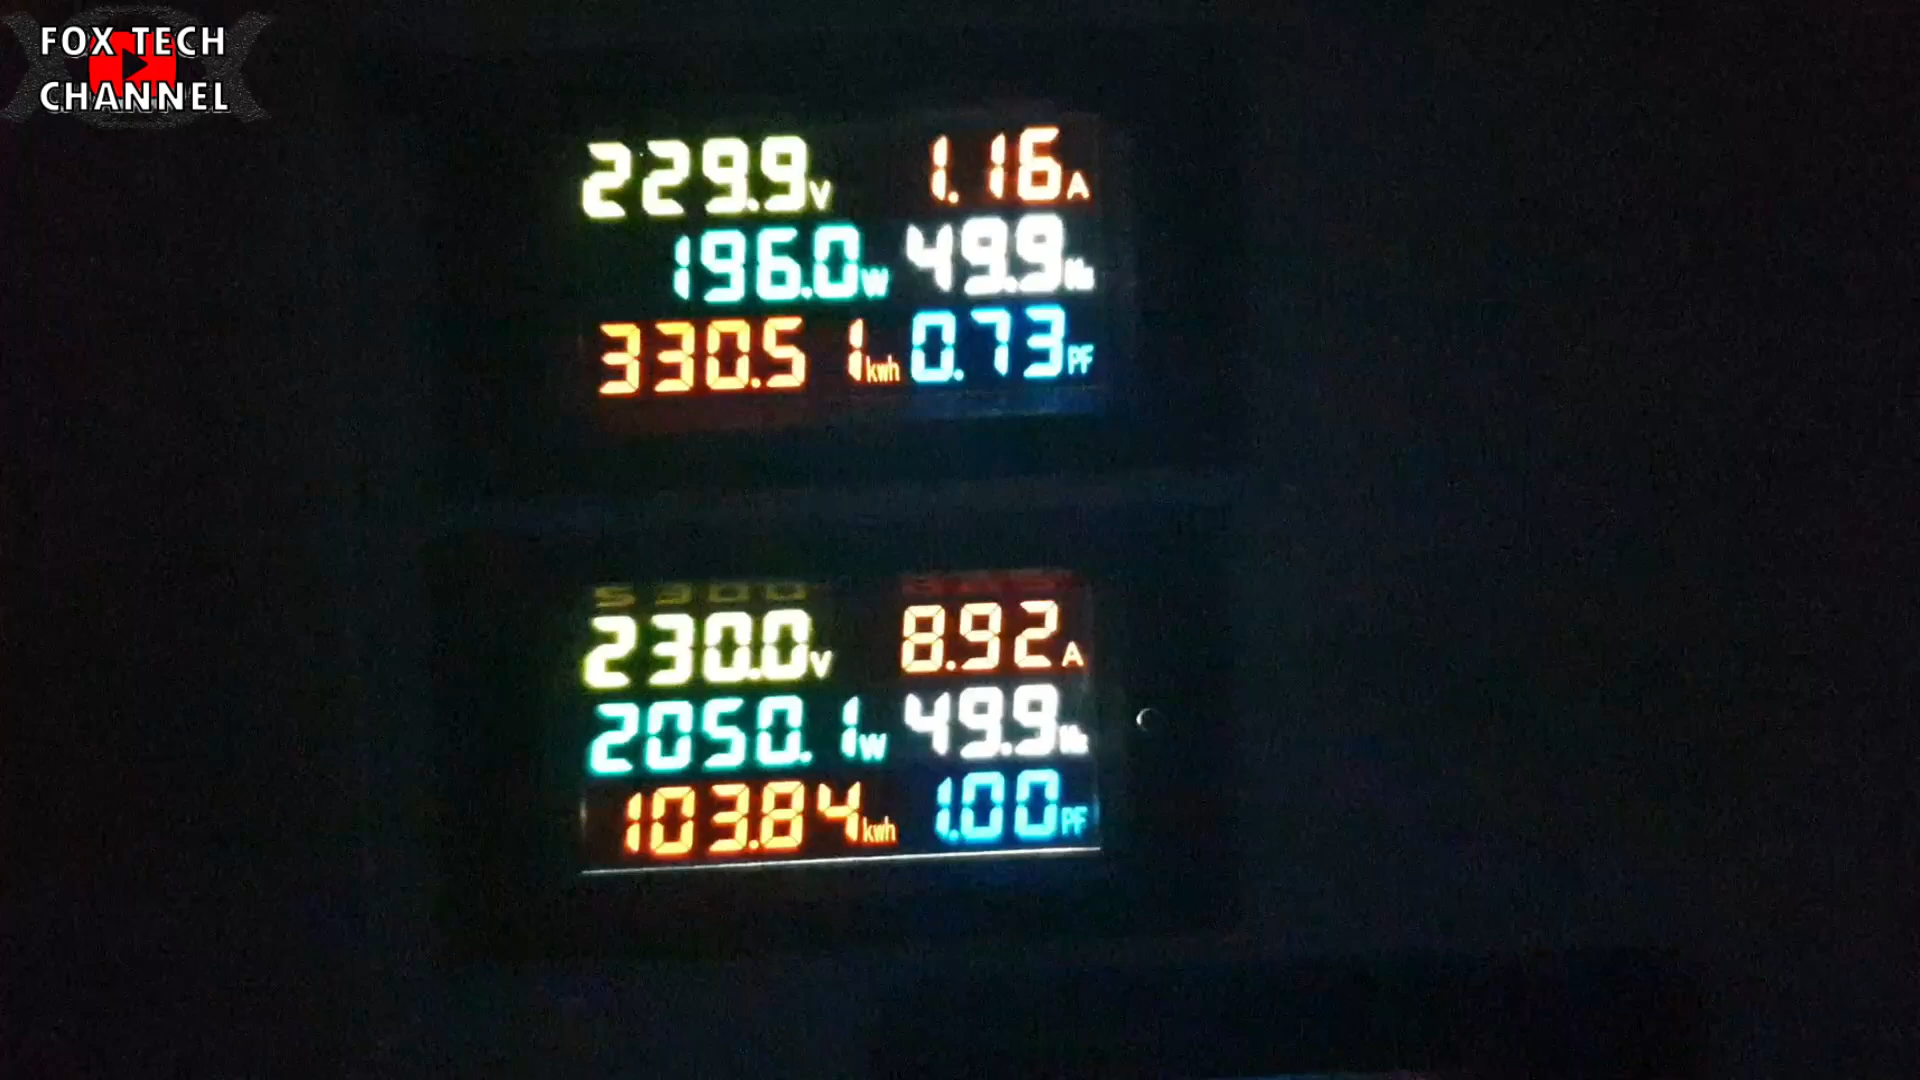 FOX TECH
CHANNEL
229.9V 1.16A
196.0W 49.9Hz
330.51kwh 0.73PF
230.0V 8.92A
2050.1W 49.9Hz
103.84kwh 1.00PF